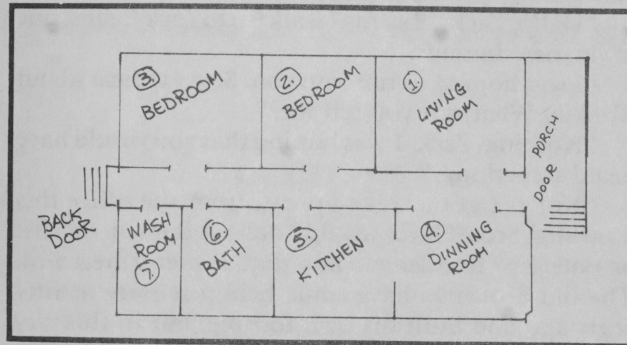 3.
BEDROOM
2.
BEDROOM
1.
LIVING
ROOM
PORCH
DOOR
BACK
DOOR
WASH
ROOM
7.
6.
BATH
5.
KITCHEN
4.
DINNING
ROOM